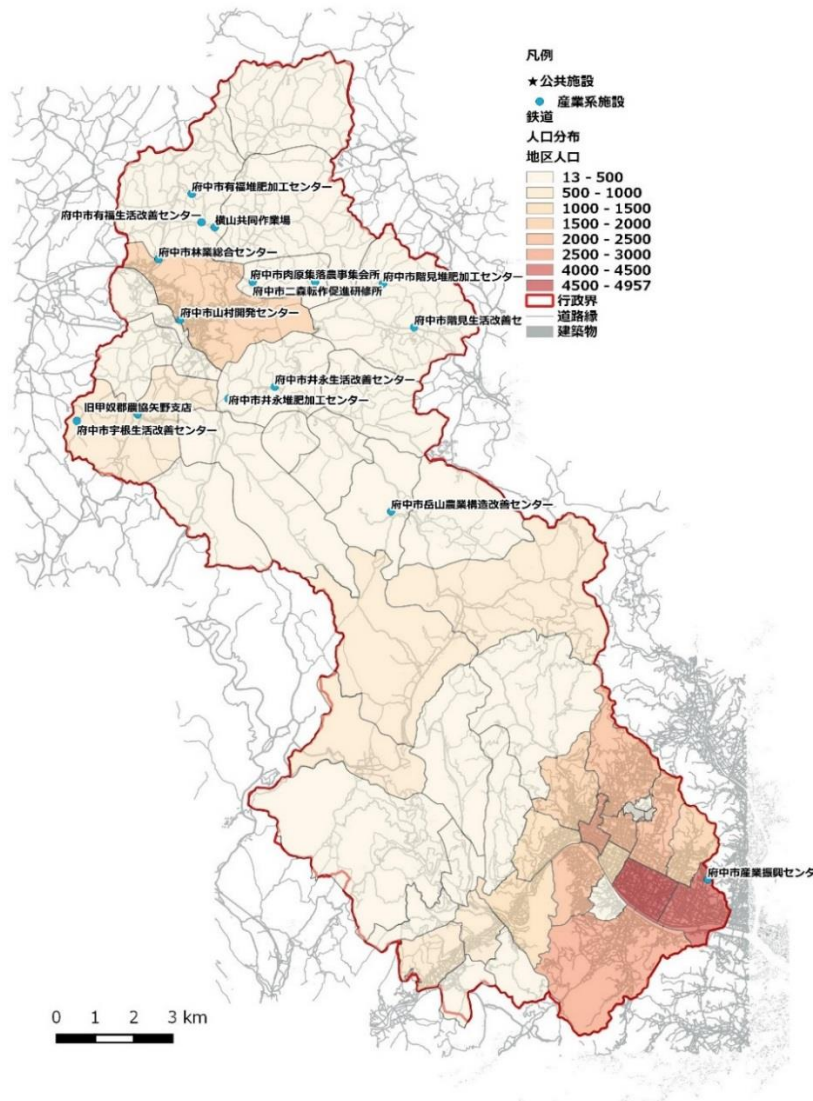 凡例
★公共施設
産業系施設
鉄道
人口分布
地区人口
13 - 500
500 - 1000
1000 - 1500
1500 - 2000
2000 - 2500
2500 - 3000
4000 - 4500
4500 - 4957
行政界
道路縁
建築物
府中市有福堆肥加工センター
府中市有福生活改善センター
横山共同作業場
府中市林業総合センター
府中市肉原集落農事集会所
府中市階見堆肥加工センター
府中市二森転作促進研修所
府中市山村開発センター
府中市階見生活改善セ
府中市井永生活改善センター
府中市井永堆肥加工センター
旧甲奴郡農協矢野支店
府中市宇根生活改善センター
府中市岳山農業構造改善センター
府中市産業振興センタ
0 1 2 3 km